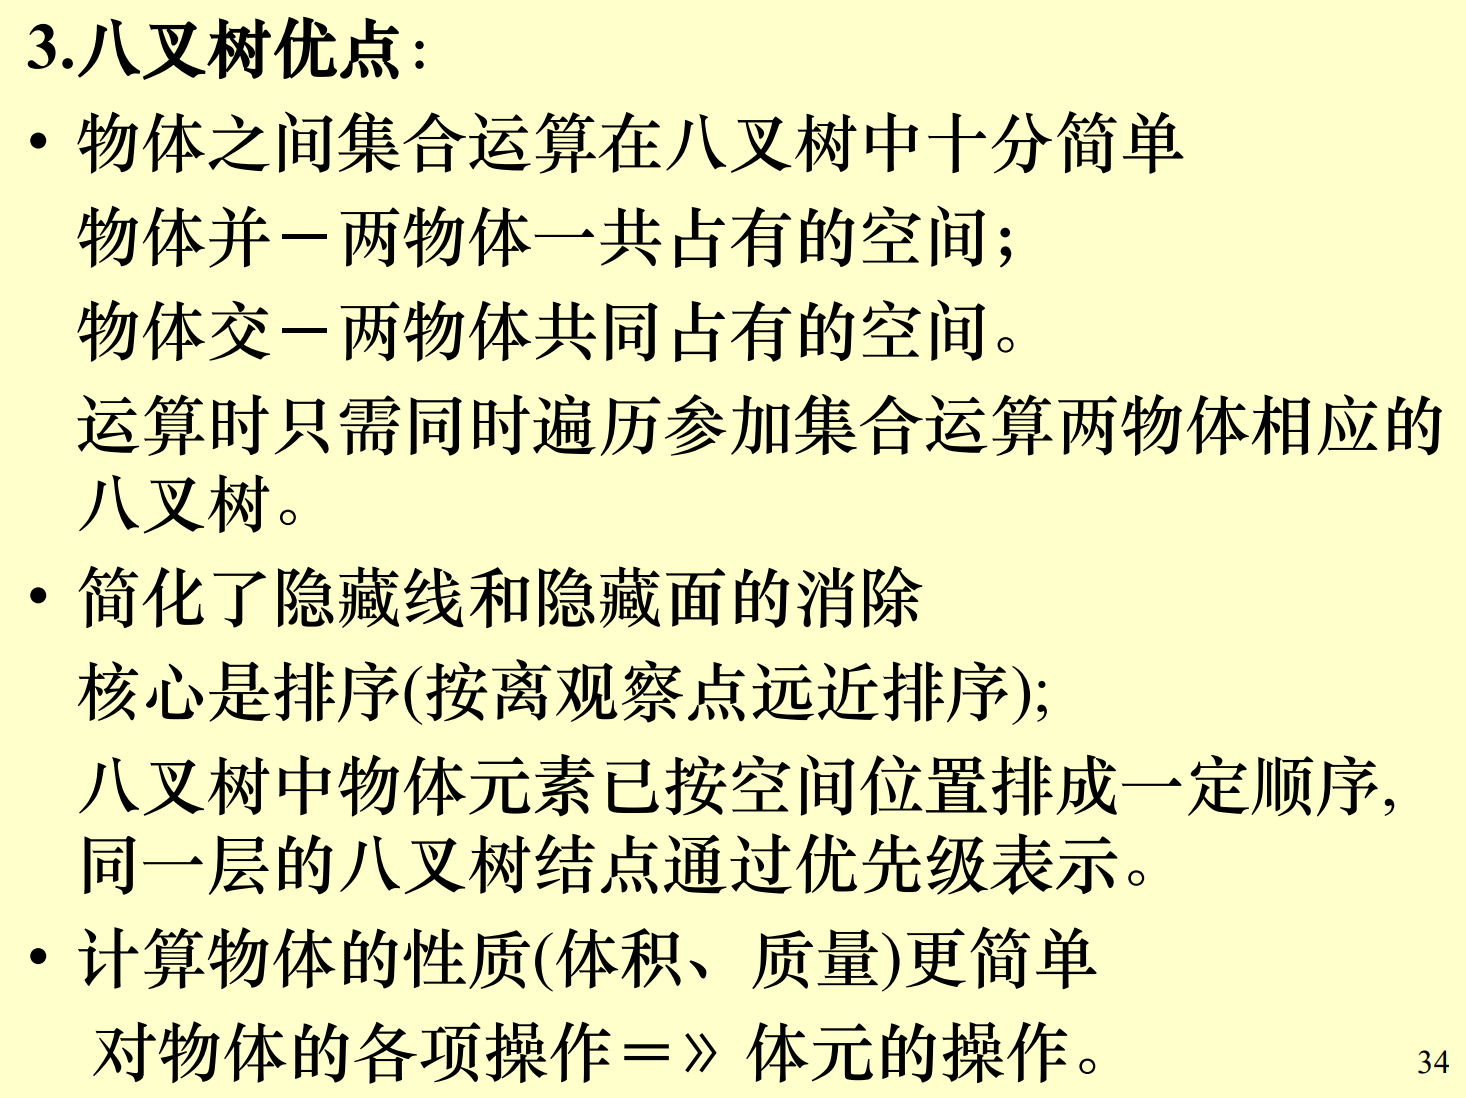 3.八叉树优点:
• 物体之间集合运算在八叉树中十分简单
物体并－两物体一共占有的空间；
物体交－两物体共同占有的空间。
运算时只需同时遍历参加集合运算两物体相应的
八叉树。
• 简化了隐藏线和隐藏面的消除
核心是排序(按离观察点远近排序);
八叉树中物体元素已按空间位置排成一定顺序,
同一层的八叉树结点通过优先级表示。
• 计算物体的性质(体积、质量)更简单
对物体的各项操作＝》体元的操作。
34